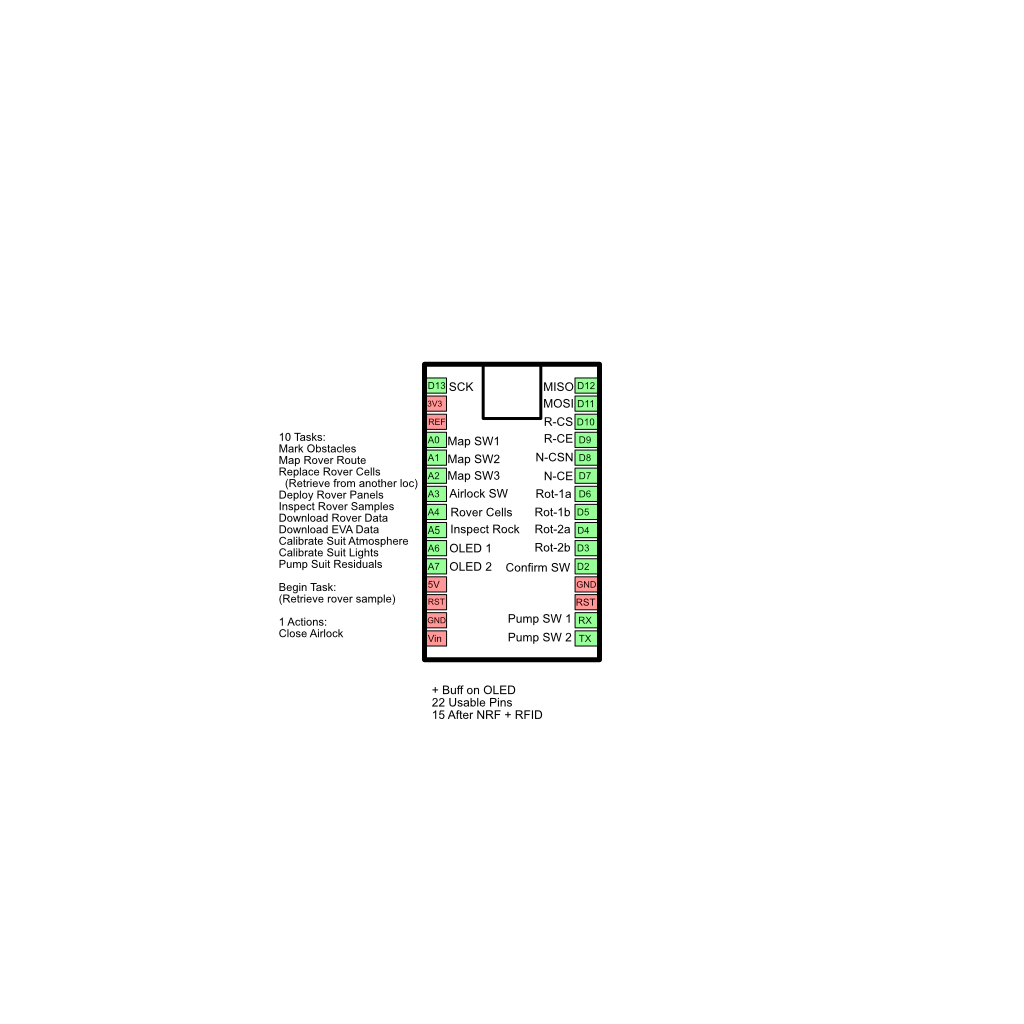 10 Tasks:
Mark Obstacles
Map Rover Route
Replace Rover Cells
(Retrieve from another loc)
Deploy Rover Panels
Inspect Rover Samples
Download Rover Data
Download EVA Data
Calibrate Suit Atmosphere
Calibrate Suit Lights
Pump Suit Residuals
Begin Task:
(Retrieve rover sample)
1 Actions:
Close Airlock
D13 SCK
3V3
REF
A0 Map SW1
A1 Map SW2
A2 Map SW3
A3 Airlock SW
A4 Rover Cells
A5 Inspect Rock
A6 OLED 1
A7 OLED 2
5V
RST
GND
Vin
MISO D12
MOSI D11
R-CS D10
R-CE D9
N-CSN D8
N-CE D7
Rot-1a D6
Rot-1b D5
Rot-2a D4
Rot-2b D3
Confirm SW D2
GND
RST
Pump SW 1 RX
Pump SW 2 TX
+ Buff on OLED
22 Usable Pins
15 After NRF + RFID